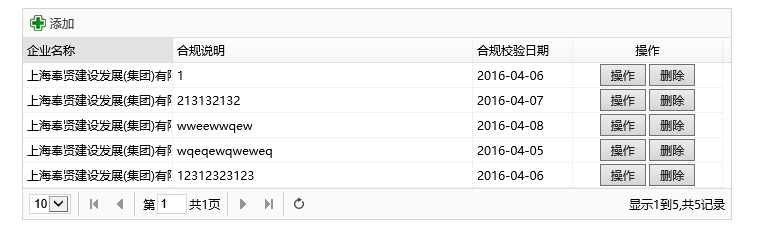 添加
企业名称 合规说明 合规校验日期 操作
上海奉贤建设发展(集团)有限 1 2016-04-06 操作 删除
上海奉贤建设发展(集团)有限 213132132 2016-04-07 操作 删除
上海奉贤建设发展(集团)有限 wweewwqew 2016-04-08 操作 删除
上海奉贤建设发展(集团)有限 wqeqewqweweq 2016-04-05 操作 删除
上海奉贤建设发展(集团)有限 12312323123 2016-04-06 操作 删除
10 第 1 共1页 显示1到5,共5记录